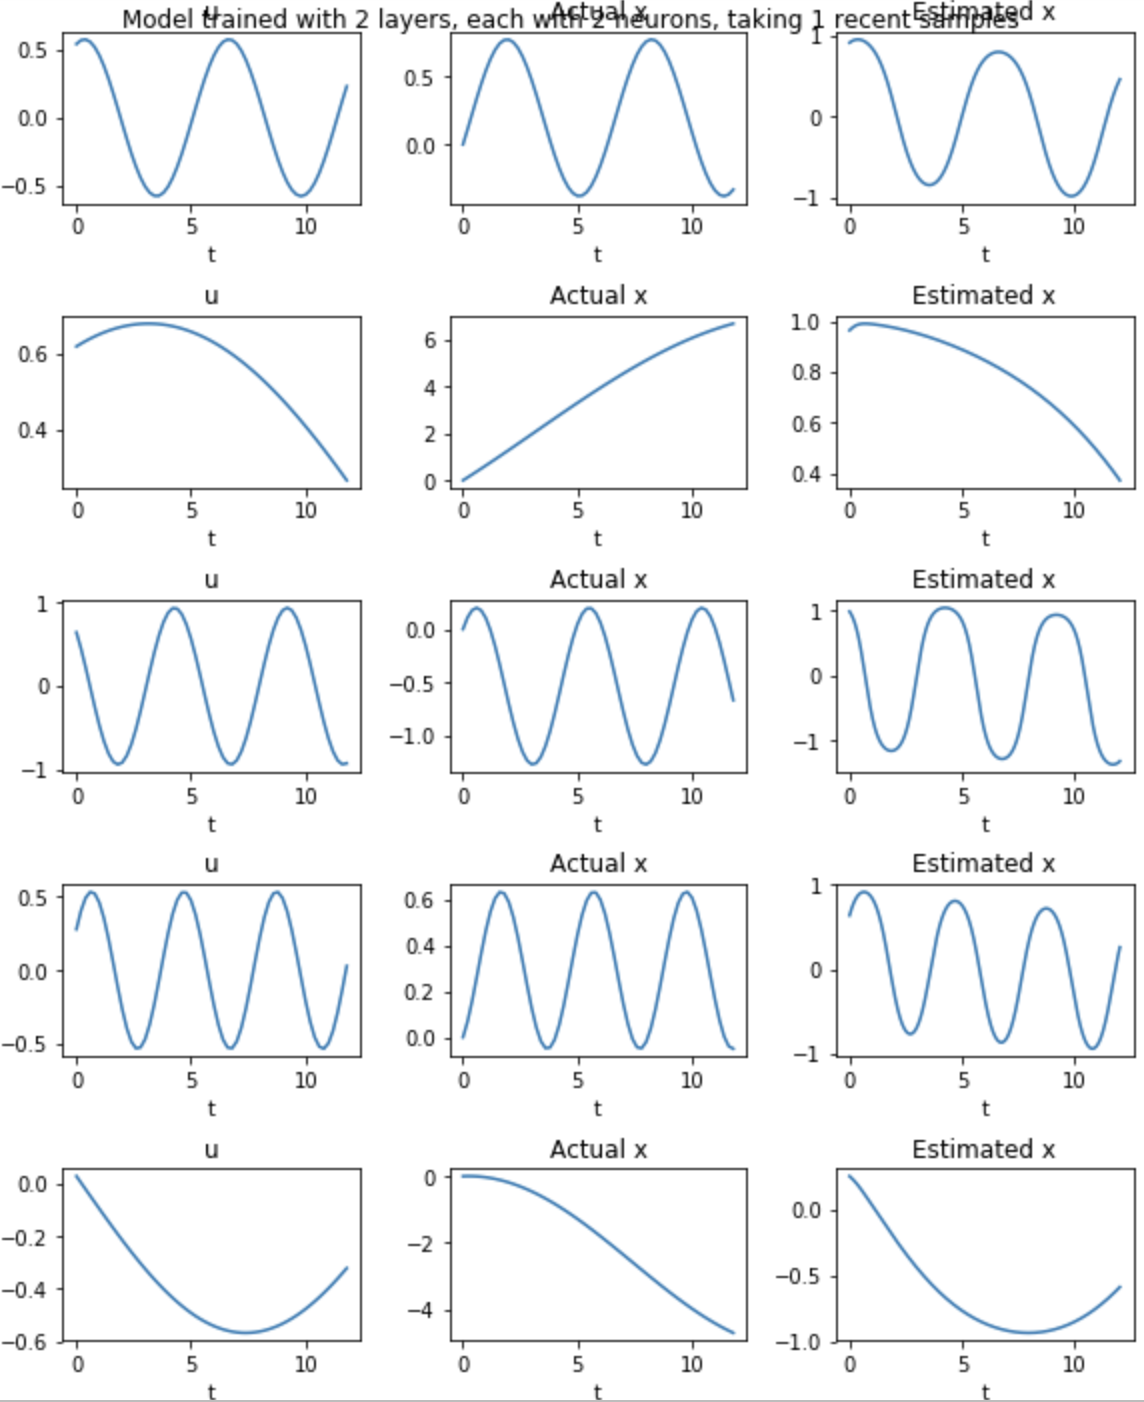 Model trained with 2 layers, each with 2 neurons, taking 1 recent samples
u Actual x Estimated x
0.5 0.0 −0.5 0 5 10 t
0.5 0.0 0 5 10 t
1 0 −1 0 5 10 t
u Actual x Estimated x
0.6 0.4 0 5 10 t
6 4 2 0 0 5 10 t
1.0 0.8 0.6 0.4 0 5 10 t
u Actual x Estimated x
1 0 −1 0 5 10 t
0.0 −0.5 −1.0 0 5 10 t
1 0 −1 0 5 10 t
u Actual x Estimated x
0.5 0.0 −0.5 0 5 10 t
0.6 0.4 0.2 0.0 0 5 10 t
1 0 −1 0 5 10 t
u Actual x Estimated x
0.0 −0.2 −0.4 −0.6 0 5 10 t
0 −2 −4 0 5 10 t
0.0 −0.5 −1.0 0 5 10 t